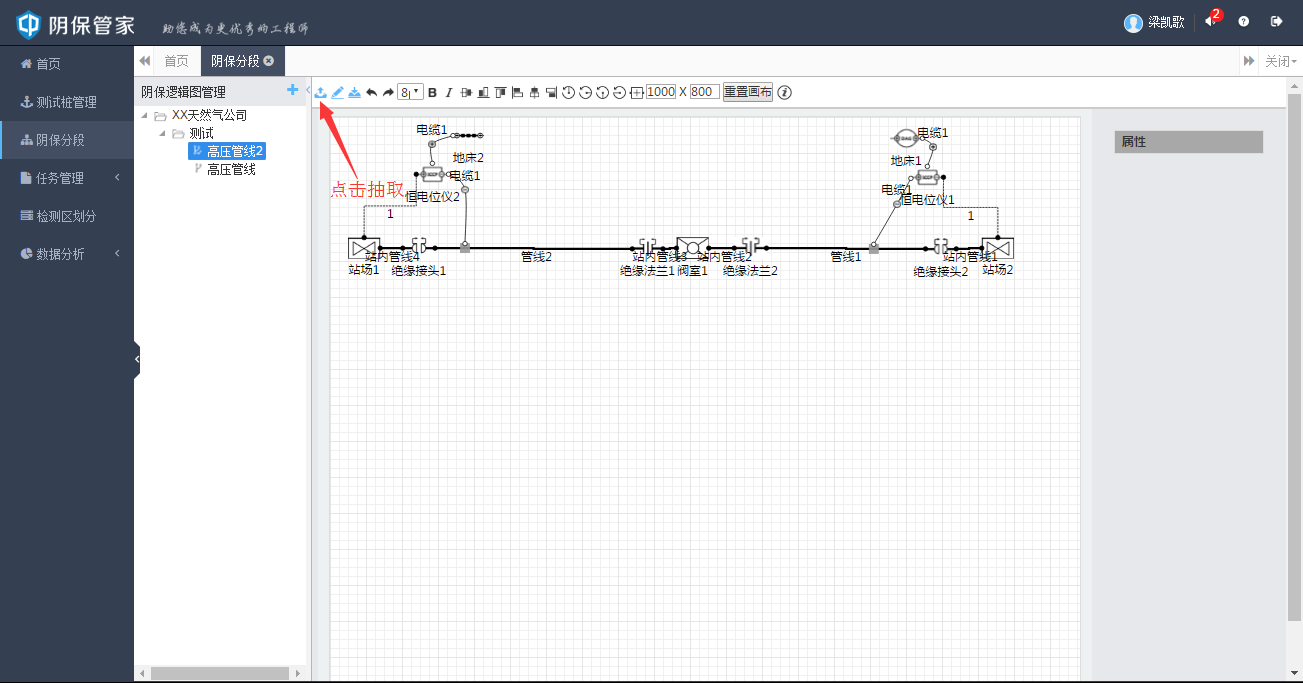 阴保管家
助您成为更优秀的工程师
梁凯歌
2
首页
测试桩管理
阴保分段
任务管理
检测区划分
数据分析
首页
阴保分段
关闭
阴保逻辑图管理
XX天然气公司
测试
高压管线2
高压管线
8
B I
1000 X 800 重置画布
点击抽取
电缆1
地床2
电缆1
恒电位仪2
1
站内管线4
站场1
绝缘接头1
管线2
站内管线3
绝缘法兰1
阀室1
站内管线2
绝缘法兰2
电缆1
地床1
电缆1
恒电位仪1
1
管线1
站内管线1
绝缘接头2
站场2
属性